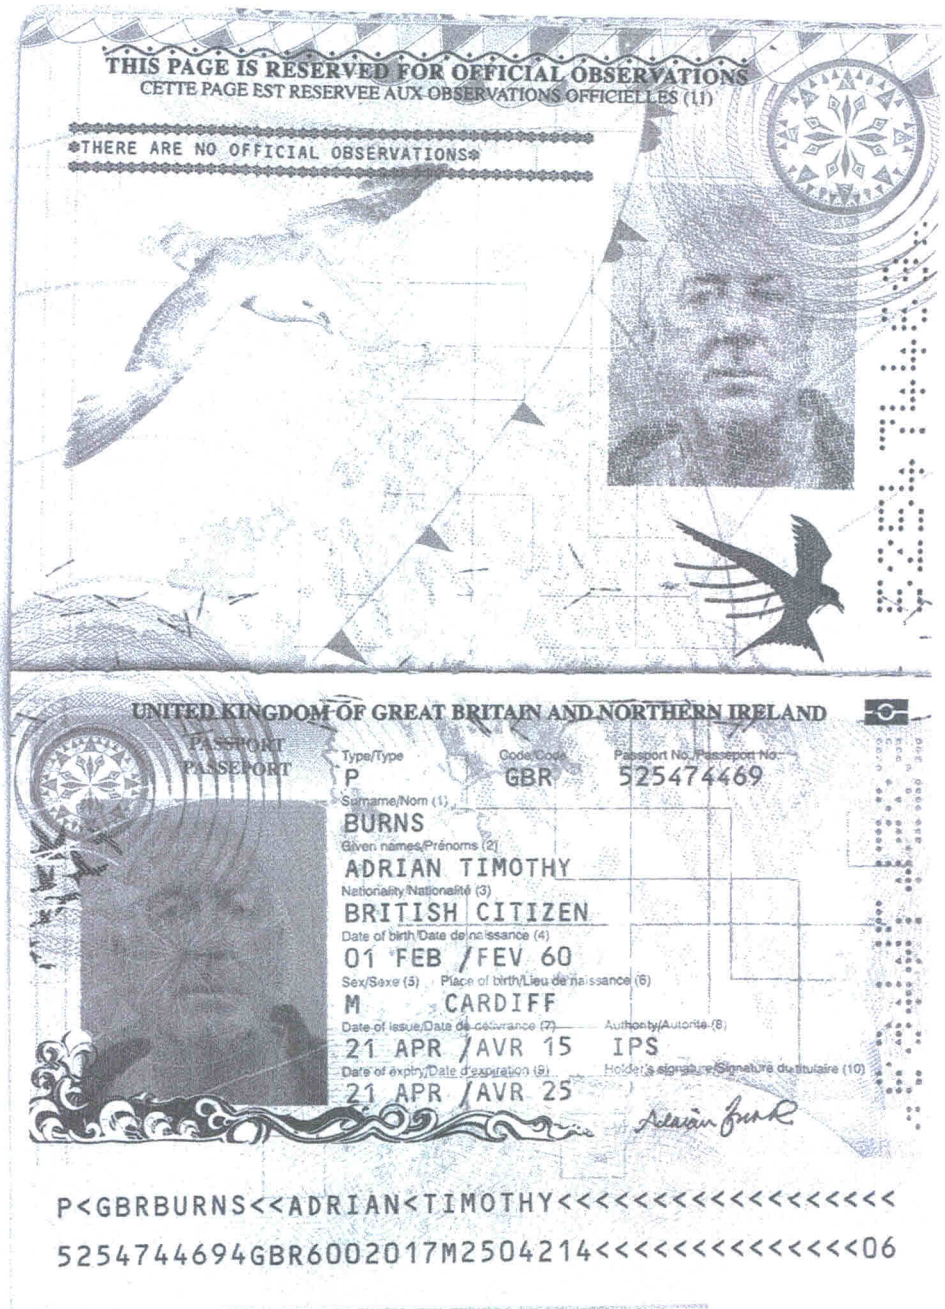 THIS PAGE IS RESERVED FOR OFFICIAL OBSERVATIONS
CETTE PAGE EST RESERVEE AUX OBSERVATIONS OFFICIELLES (11)
*THERE ARE NO OFFICIAL OBSERVATIONS*
UNITED KINGDOM OF GREAT BRITAIN AND NORTHERN IRELAND
PASSPORT
PASSEPORT
Type/Type Code/Code Passport No./Passeport No.
P GBR 525474469
Surname/Nom (1)
BURNS
Given names/Prénoms (2)
ADRIAN TIMOTHY
Nationality/Nationalité (3)
BRITISH CITIZEN
Date of birth/Date de naissance (4)
01 FEB /FEV 60
Sex/Sexe (5) Place of birth/Lieu de naissance (6)
M CARDIFF
Date of issue/Date de délivrance (7) Authority/Autorité (8)
21 APR /AVR 15 IPS
Date of expiry/Date d'expiration (9) Holder's signature/Signature du titulaire (10)
21 APR /AVR 25
Adrian
P<GBRBURNS<<ADRIAN<TIMOTHY<<<<<<<<<<<<<<<<<<
5254744694GBR6002017M2504214<<<<<<<<<<<<<<06